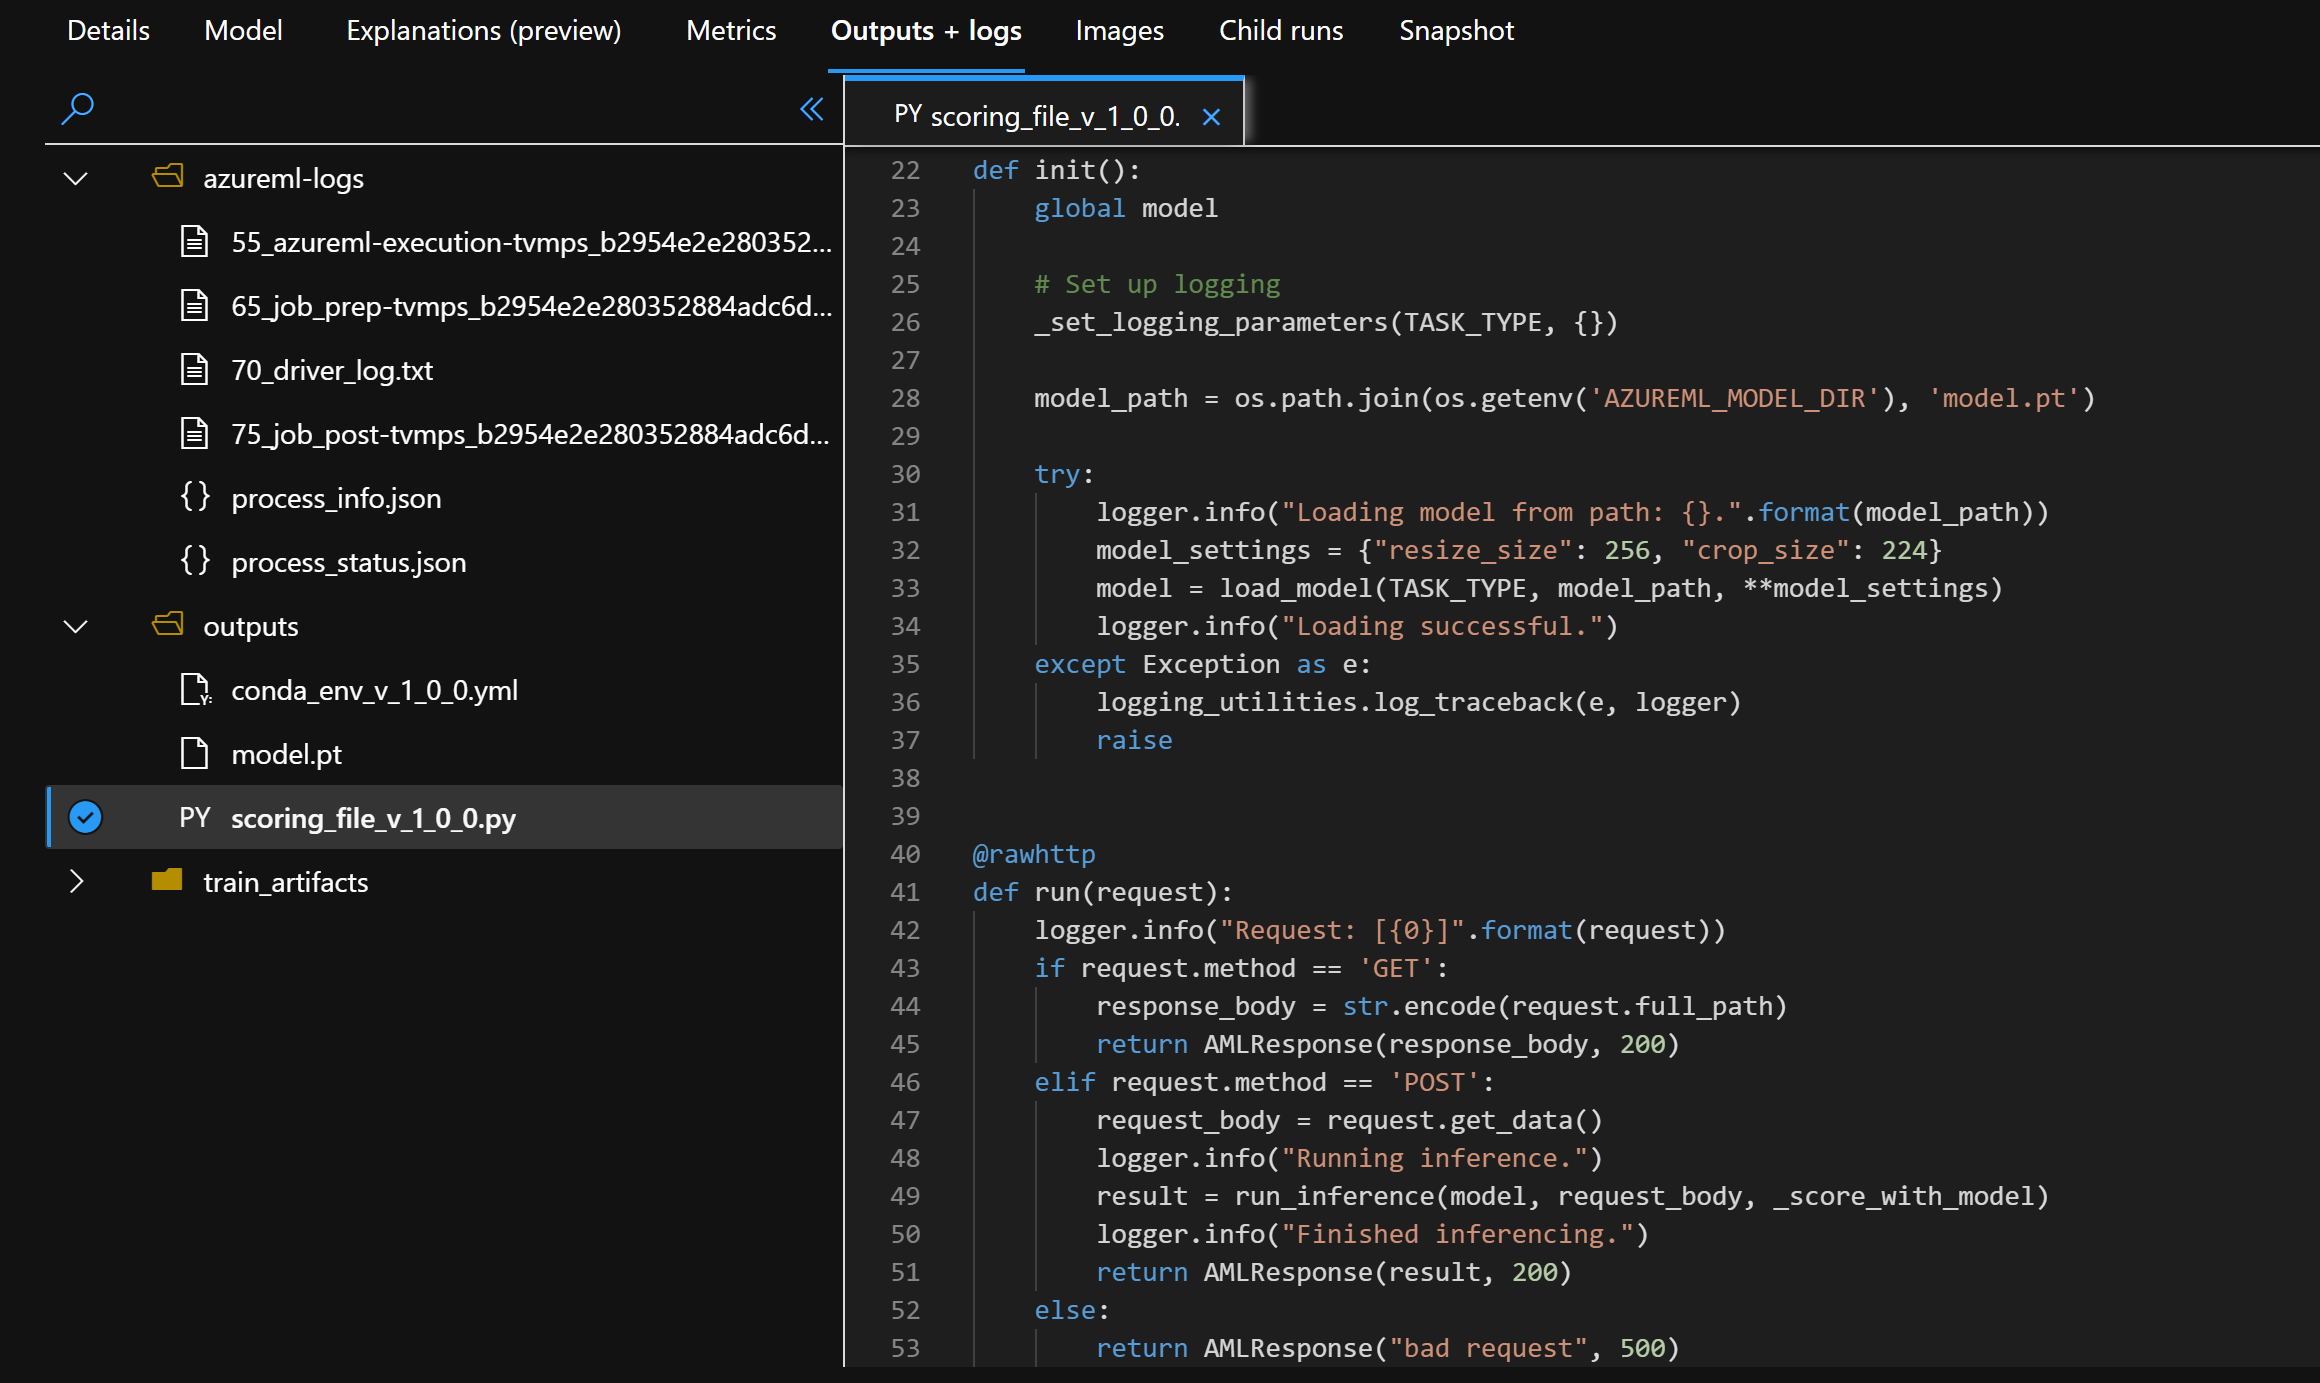 Details Model Explanations (preview) Metrics Outputs + logs Images Child runs Snapshot
azureml-logs
55_azureml-execution-tvmps_b2954e2e280352...
65_job_prep-tvmps_b2954e2e280352884adc6d...
70_driver_log.txt
75_job_post-tvmps_b2954e2e280352884adc6d...
{} process_info.json
{} process_status.json
outputs
Y: conda_env_v_1_0_0.yml
model.pt
PY scoring_file_v_1_0_0.py
train_artifacts
PY scoring_file_v_1_0_0.
22 def init():
23     global model
24
25     # Set up logging
26     _set_logging_parameters(TASK_TYPE, {})
27
28     model_path = os.path.join(os.getenv('AZUREML_MODEL_DIR'), 'model.pt')
29
30     try:
31         logger.info("Loading model from path: {}.".format(model_path))
32         model_settings = {"resize_size": 256, "crop_size": 224}
33         model = load_model(TASK_TYPE, model_path, **model_settings)
34         logger.info("Loading successful.")
35     except Exception as e:
36         logging_utilities.log_traceback(e, logger)
37         raise
38
39
40 @rawhttp
41 def run(request):
42     logger.info("Request: [{0}]".format(request))
43     if request.method == 'GET':
44         response_body = str.encode(request.full_path)
45         return AMLResponse(response_body, 200)
46     elif request.method == 'POST':
47         request_body = request.get_data()
48         logger.info("Running inference.")
49         result = run_inference(model, request_body, _score_with_model)
50         logger.info("Finished inferencing.")
51         return AMLResponse(result, 200)
52     else:
53         return AMLResponse("bad request", 500)